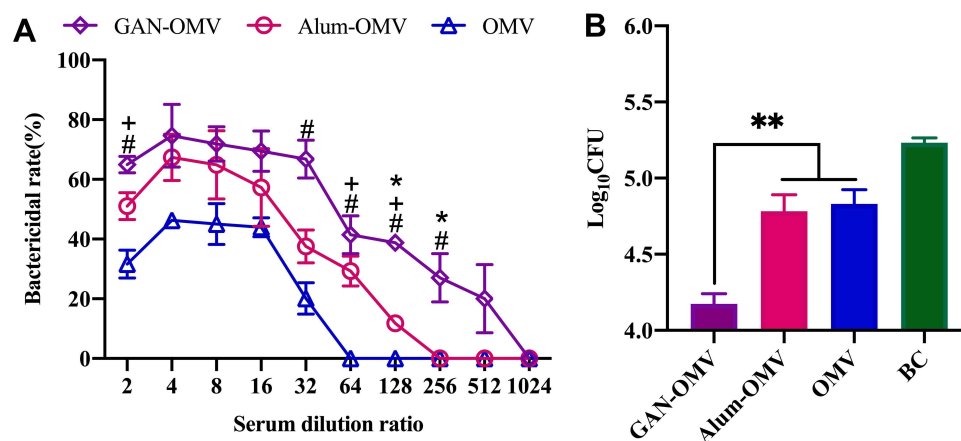 A
GAN-OMV
Alum-OMV
OMV
Bactericidal rate(%)
100
80
60
40
20
0
+
#
#
+
#
*
+
#
*
#
2
4
8
16
32
64
128
256
512
1024
Serum dilution ratio
B
Log10CFU
6.0
5.5
5.0
4.5
4.0
**
GAN-OMV
Alum-OMV
OMV
BC